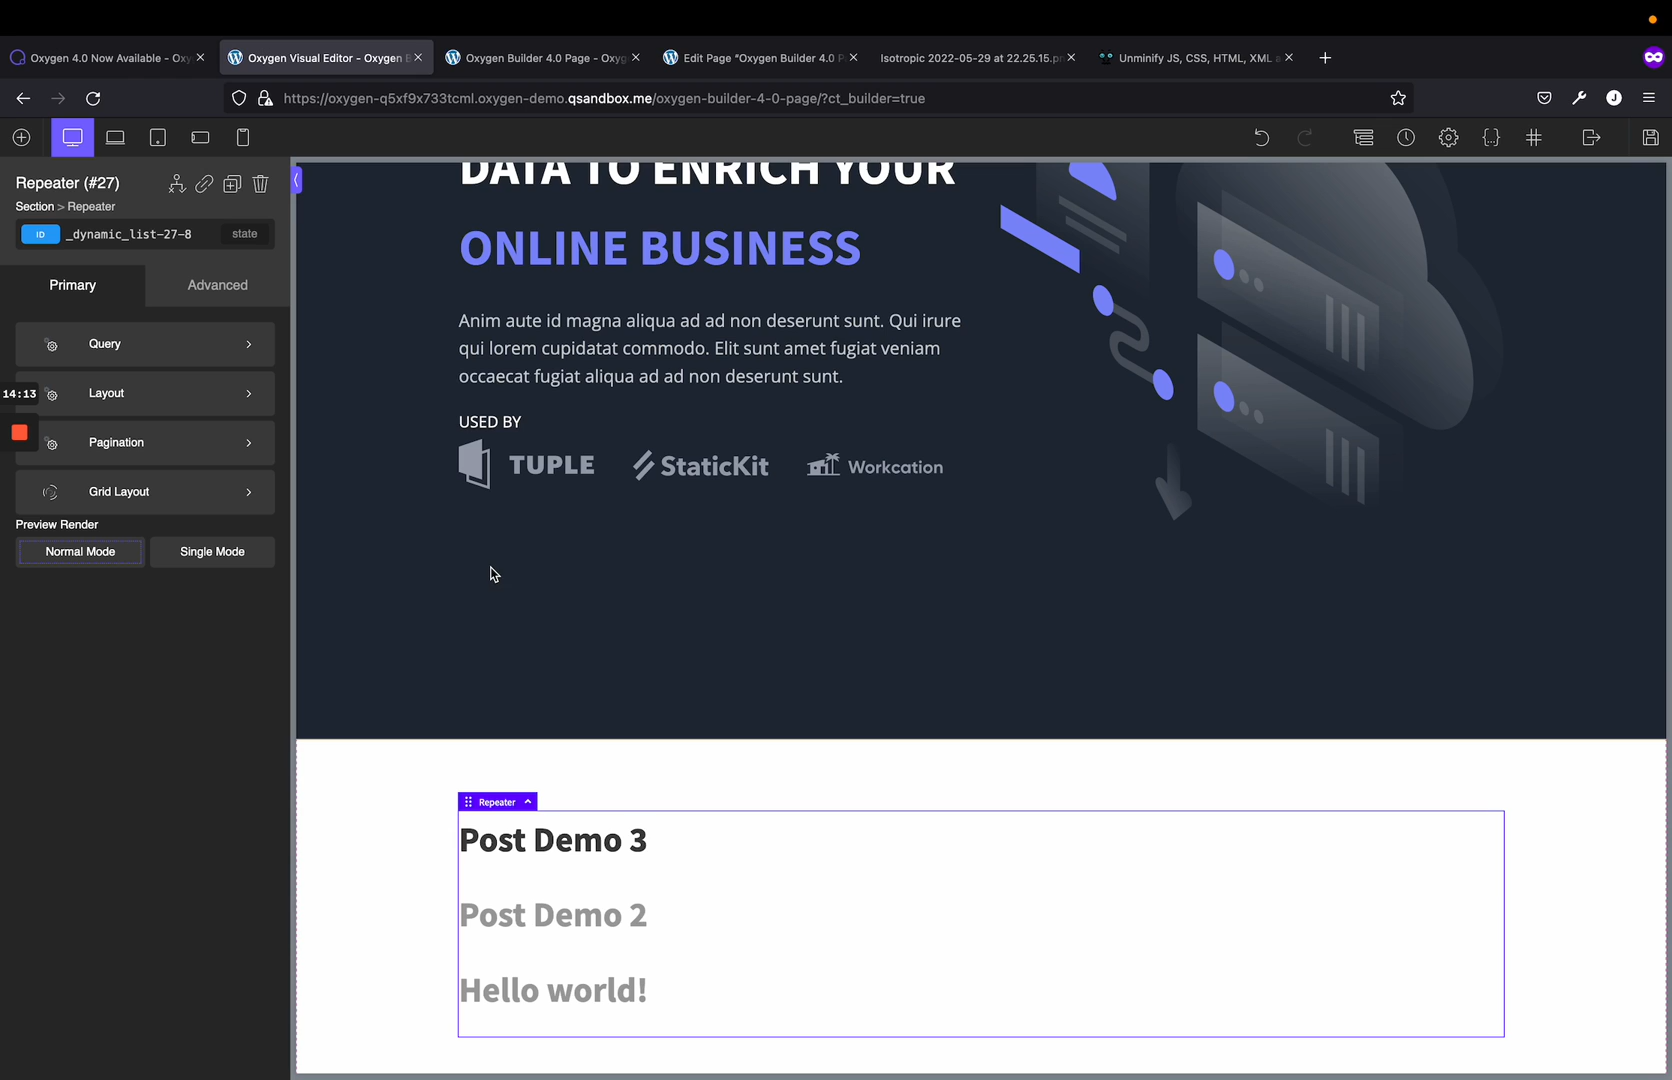 Oxygen 4.0 Now Available - Oxy
Oxygen Visual Editor - Oxygen B
Oxygen Builder 4.0 Page - Oxyg
Edit Page "Oxygen Builder 4.0 P
Isotropic 2022-05-29 at 22.25.15.pn
Unminify JS, CSS, HTML, XML a
https://oxygen-q5xf9x733tcml.oxygen-demo.qsandbox.me/oxygen-builder-4-0-page/?ct_builder=true
J
Repeater (#27)
Section > Repeater
ID _dynamic_list-27-8 state
Primary Advanced
Query
14:13 Layout
Pagination
Grid Layout
Preview Render
Normal Mode Single Mode
DATA TO ENRICH YOUR
ONLINE BUSINESS
Anim aute id magna aliqua ad ad non deserunt sunt. Qui irure
qui lorem cupidatat commodo. Elit sunt amet fugiat veniam
occaecat fugiat aliqua ad ad non deserunt sunt.
USED BY
TUPLE StaticKit Workcation
Repeater
Post Demo 3
Post Demo 2
Hello world!